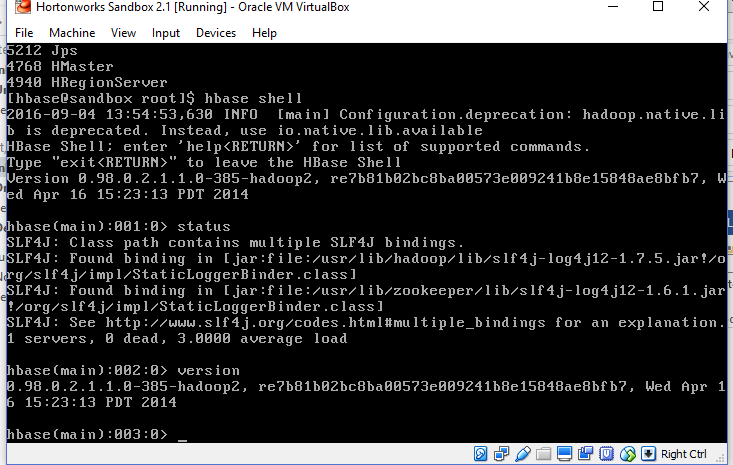 Hortonworks Sandbox 2.1 [Running] - Oracle VM VirtualBox
File Machine View Input Devices Help
5212 Jps
4768 HMaster
4940 HRegionServer
[hbase@sandbox root]$ hbase shell
2016-09-04 13:54:53,630 INFO  [main] Configuration.deprecation: hadoop.native.li
b is deprecated. Instead, use io.native.lib.available
HBase Shell; enter 'help<RETURN>' for list of supported commands.
Type "exit<RETURN>" to leave the HBase Shell
Version 0.98.0.2.1.1.0-385-hadoop2, re7b81b02bc8ba00573e009241b8e15848ae8bfb7, W
ed Apr 16 15:23:13 PDT 2014
hbase(main):001:0> status
SLF4J: Class path contains multiple SLF4J bindings.
SLF4J: Found binding in [jar:file:/usr/lib/hadoop/lib/slf4j-log4j12-1.7.5.jar!/o
rg/slf4j/impl/StaticLoggerBinder.class]
SLF4J: Found binding in [jar:file:/usr/lib/zookeeper/lib/slf4j-log4j12-1.6.1.jar
!/org/slf4j/impl/StaticLoggerBinder.class]
SLF4J: See http://www.slf4j.org/codes.html#multiple_bindings for an explanation.
1 servers, 0 dead, 3.0000 average load
hbase(main):002:0> version
0.98.0.2.1.1.0-385-hadoop2, re7b81b02bc8ba00573e009241b8e15848ae8bfb7, Wed Apr 1
6 15:23:13 PDT 2014
hbase(main):003:0> _
Right Ctrl